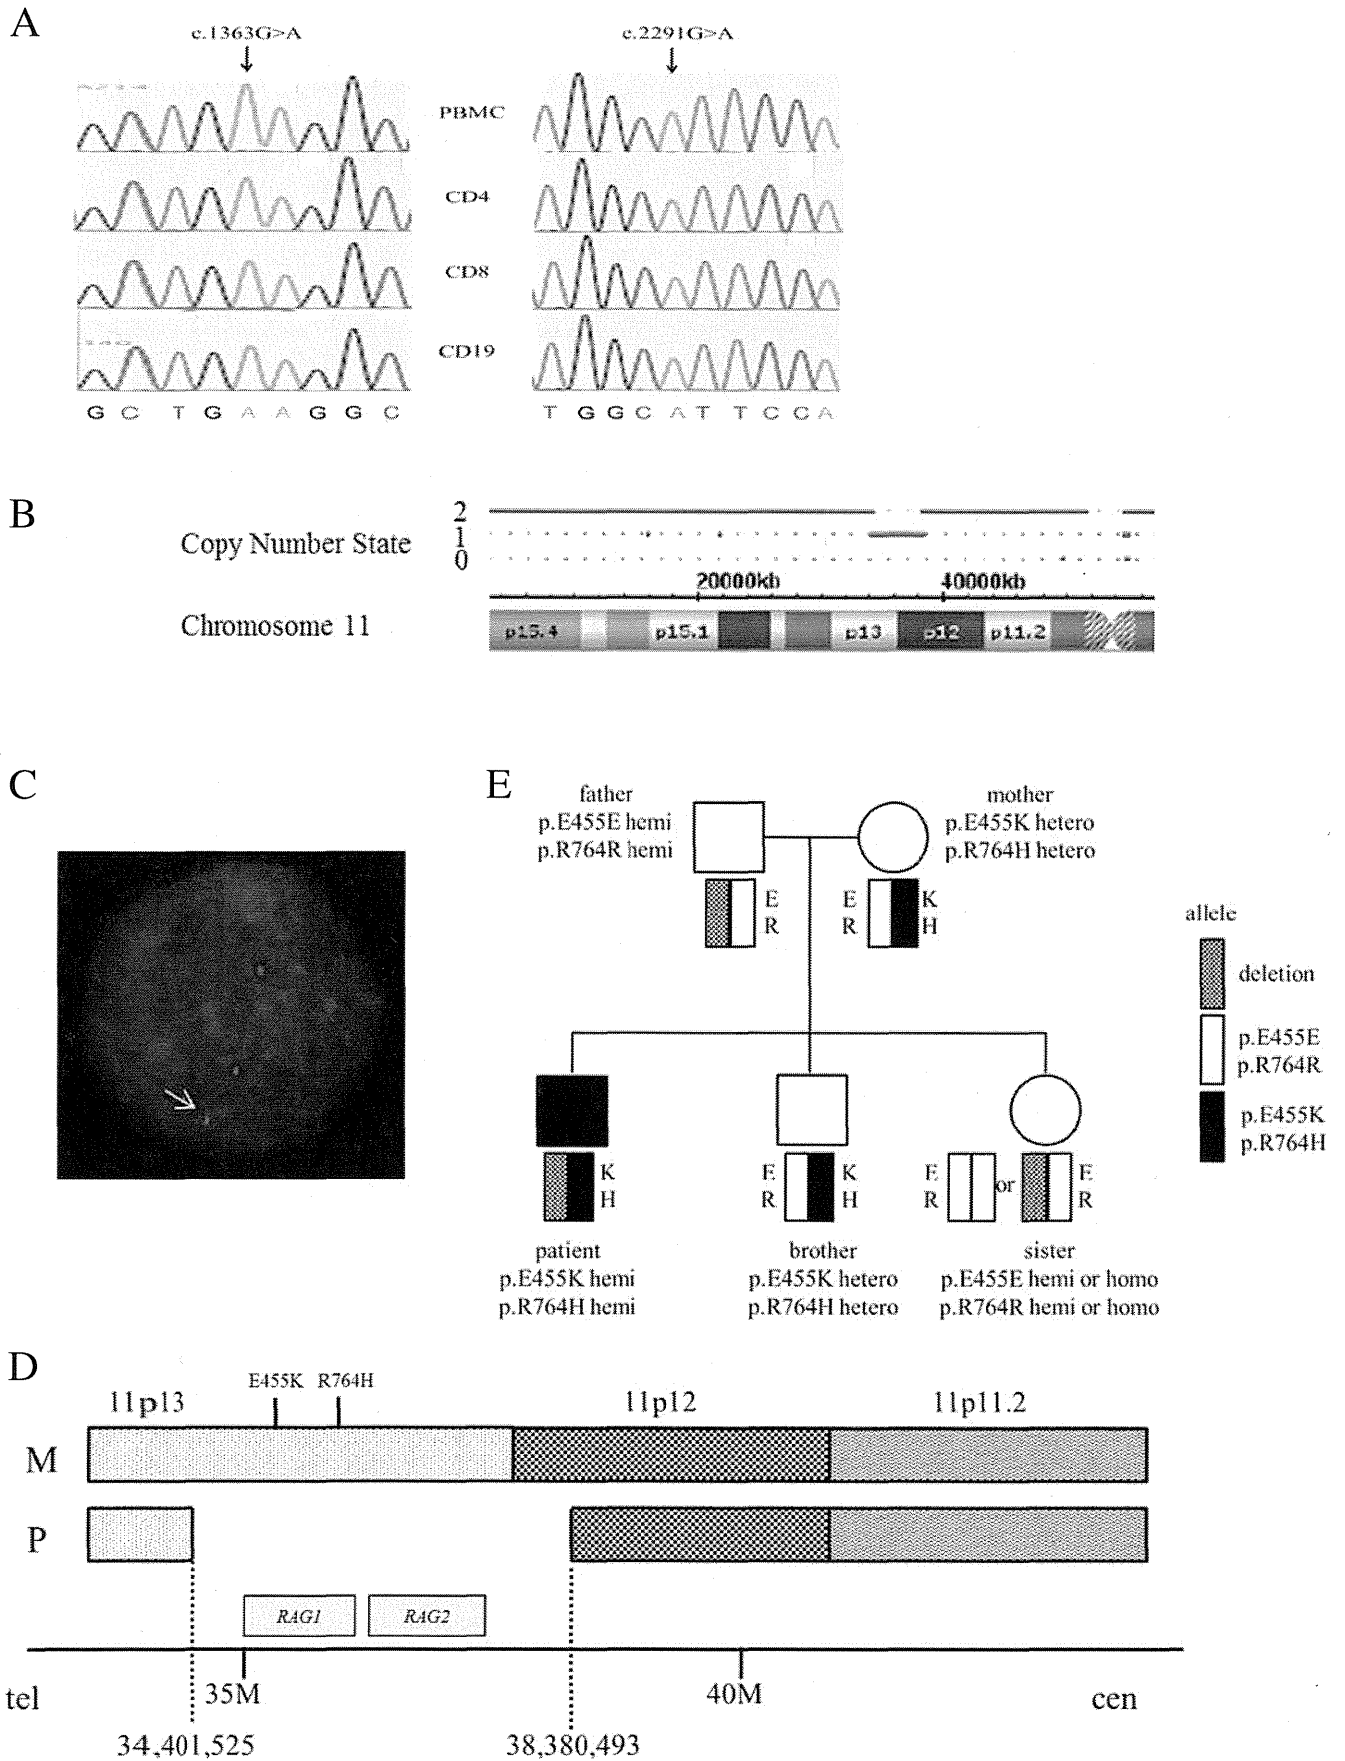 A
c.1363G>A
c.2291G>A
PBMC
CD4
CD8
CD19
G C T G A A G G C
T G G C A T T C C A
B
Copy Number State
2
1
0
20000kb
40000kb
Chromosome 11
p15.4
p15.1
p13
p12
p11.2
C
E
father
p.E455E hemi
p.R764R hemi
mother
p.E455K hetero
p.R764H hetero
E
R
E
R
K
H
allele
deletion
p.E455E
p.R764R
p.E455K
p.R764H
K
H
E
R
K
H
E
R
or
E
R
patient
p.E455K hemi
p.R764H hemi
brother
p.E455K hetero
p.R764H hetero
sister
p.E455E hemi or homo
p.R764R hemi or homo
D
11p13
E455K
R764H
11p12
11p11.2
M
P
RAG1
RAG2
tel
35M
40M
cen
34,401,525
38,380,493